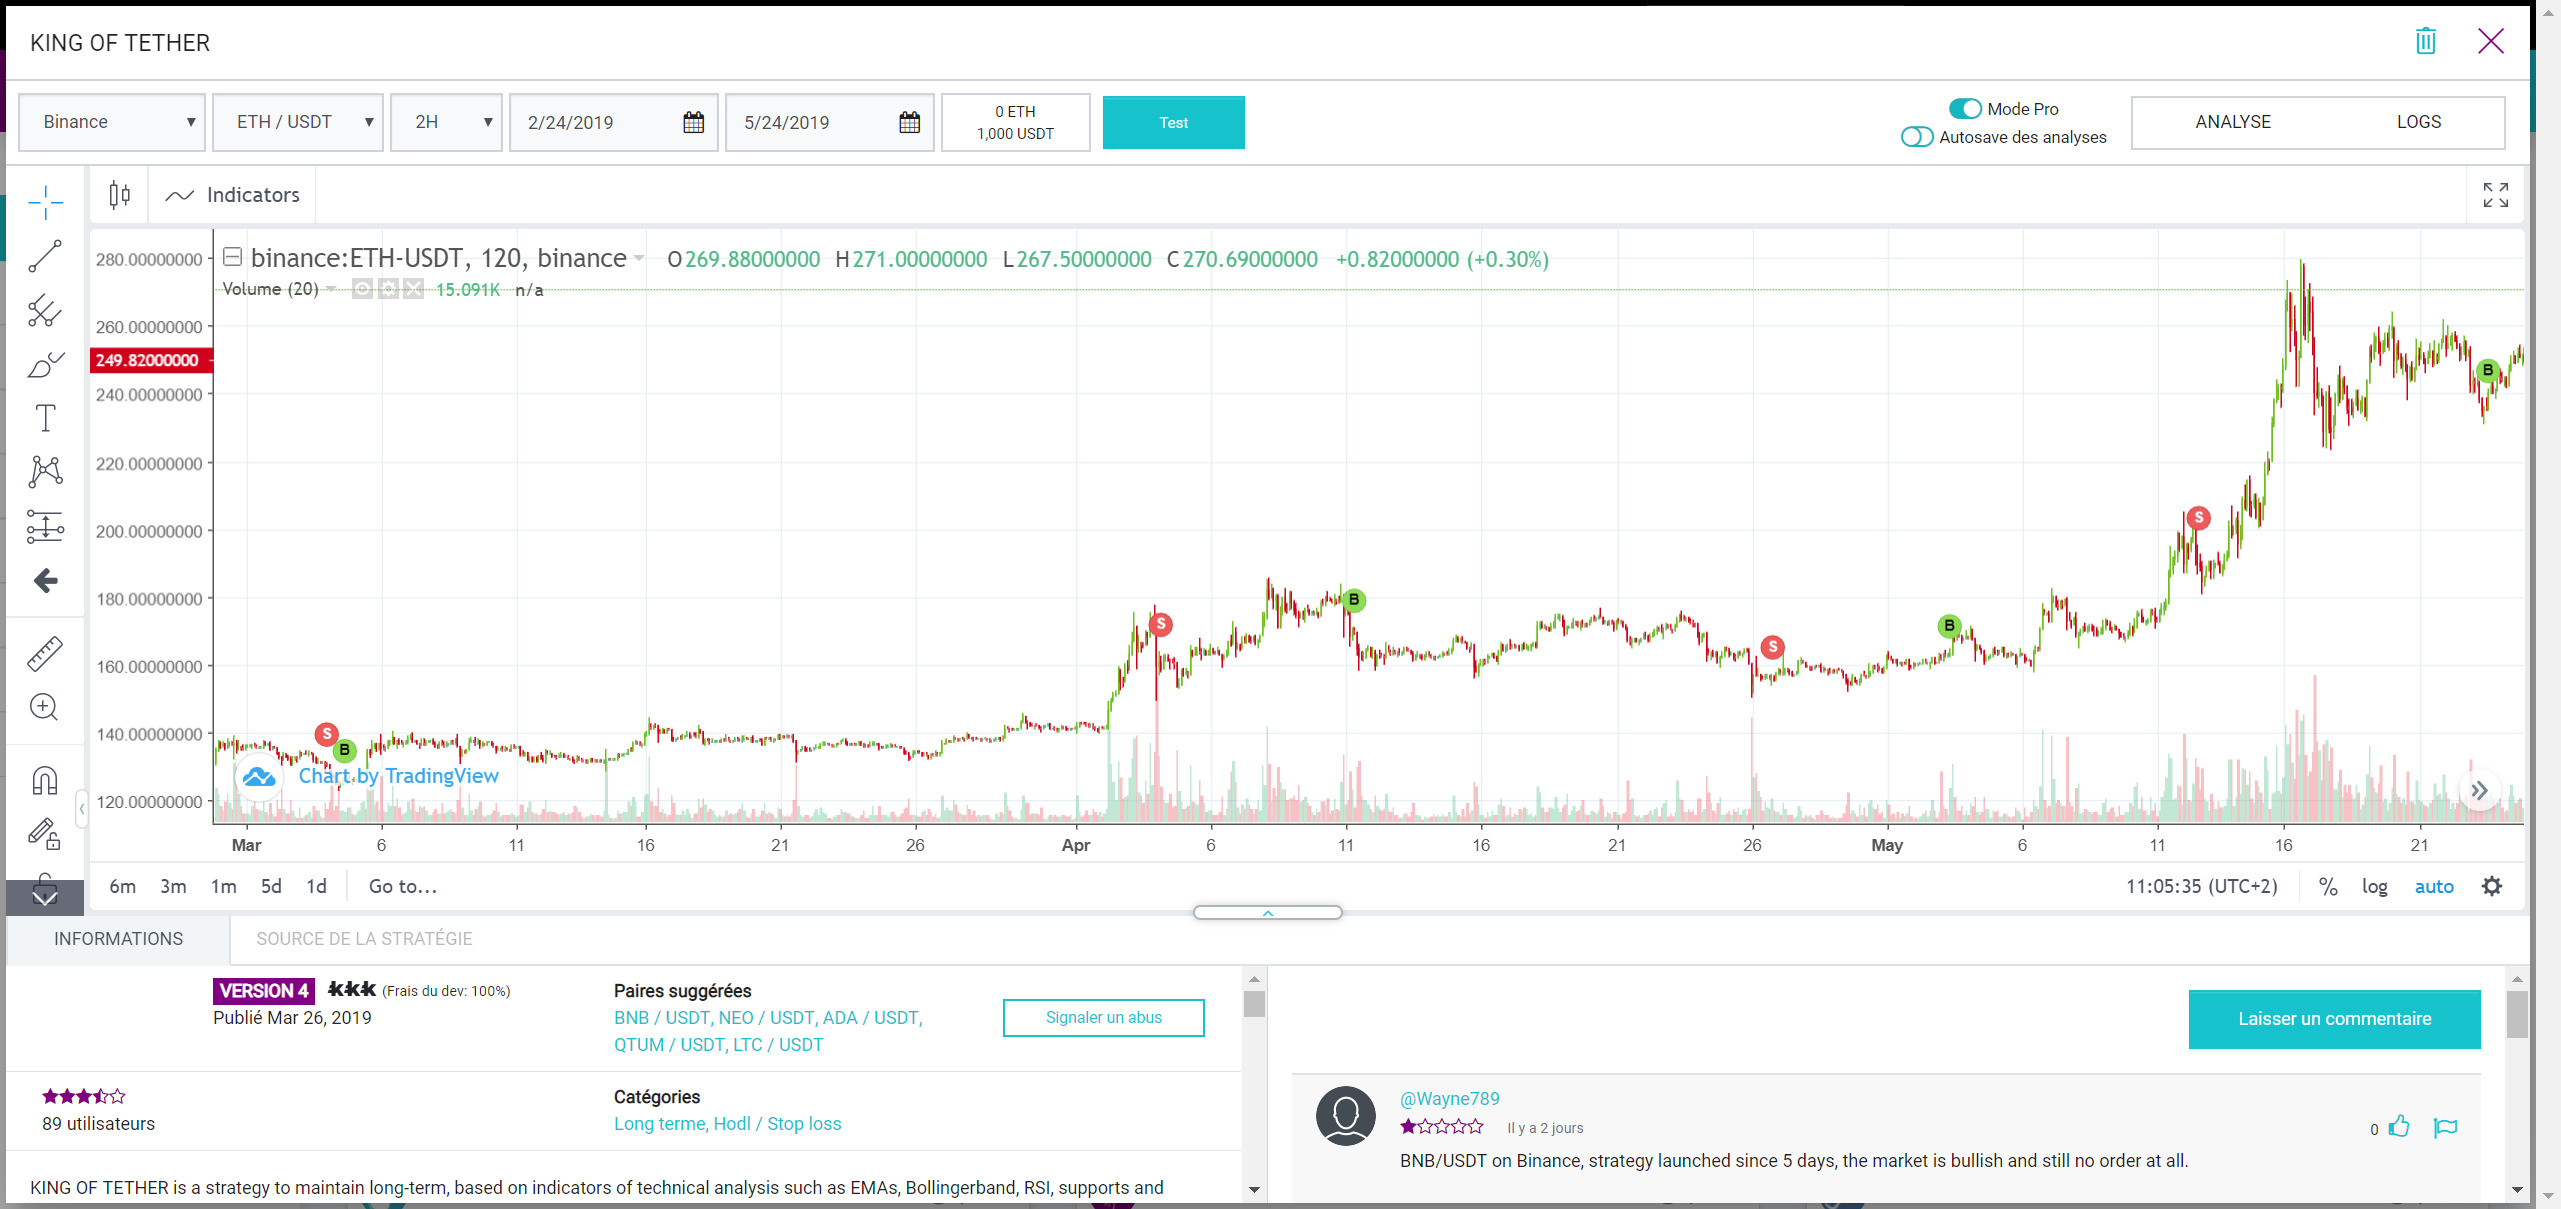 KING OF TETHER
Binance ▼ ETH / USDT ▼ 2H ▼ 2/24/2019 5/24/2019
0 ETH
1,000 USDT
Test
Mode Pro
Autosave des analyses
ANALYSE LOGS
Indicators
binance:ETH-USDT, 120, binance O269.88000000 H271.00000000 L267.50000000 C270.69000000 +0.82000000 (+0.30%)
Volume (20) 15.091K n/a
280.00000000
260.00000000
249.82000000
240.00000000
220.00000000
200.00000000
180.00000000
160.00000000
140.00000000
120.00000000
S B S B S B S B
Chart by TradingView
Mar 6 11 16 21 26 Apr 6 11 16 21 26 May 6 11 16 21
6m 3m 1m 5d 1d Go to...
11:05:35 (UTC+2) % log auto
INFORMATIONS SOURCE DE LA STRATÉGIE
VERSION 4 kkk (Frais du dev: 100%)
Publié Mar 26, 2019
Paires suggérées
BNB / USDT, NEO / USDT, ADA / USDT,
QTUM / USDT, LTC / USDT
Signaler un abus
89 utilisateurs
Catégories
Long terme, Hodl / Stop loss
KING OF TETHER is a strategy to maintain long-term, based on indicators of technical analysis such as EMAs, Bollingerband, RSI, supports and
Laisser un commentaire
@Wayne789
Il y a 2 jours
0
BNB/USDT on Binance, strategy launched since 5 days, the market is bullish and still no order at all.